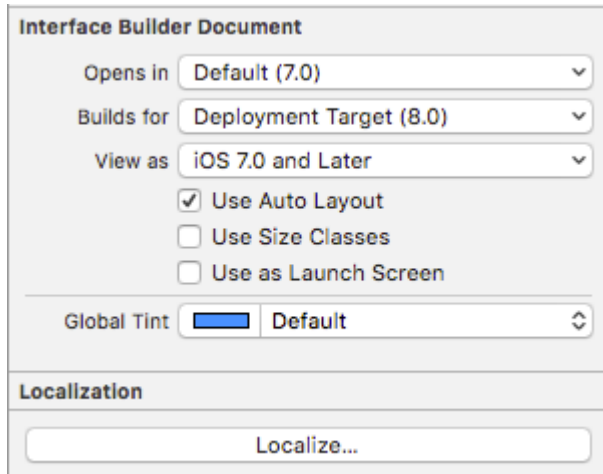 Interface Builder Document
Opens in Default (7.0)
Builds for Deployment Target (8.0)
View as iOS 7.0 and Later
Use Auto Layout
Use Size Classes
Use as Launch Screen
Global Tint Default
Localization
Localize...